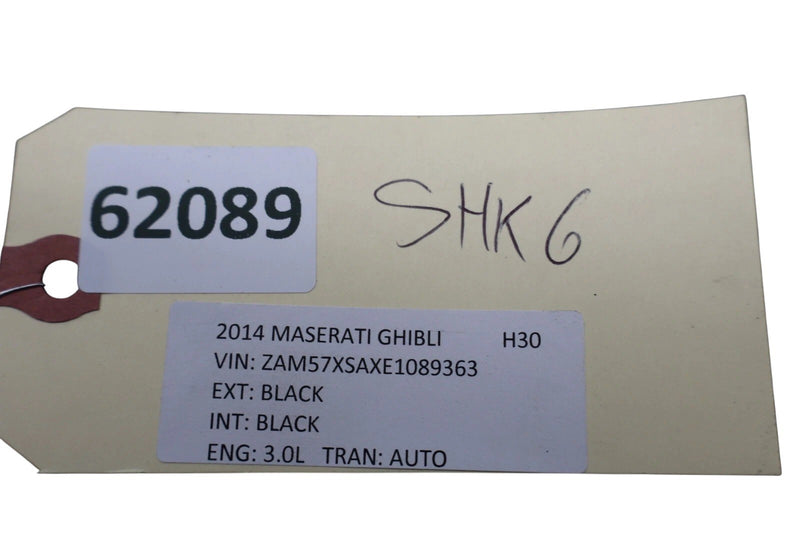 62089
SHK 6
2014 MASERATI GHIBLI H30
VIN: ZAM57XSAXE1089363
EXT: BLACK
INT: BLACK
ENG: 3.0L TRAN: AUTO